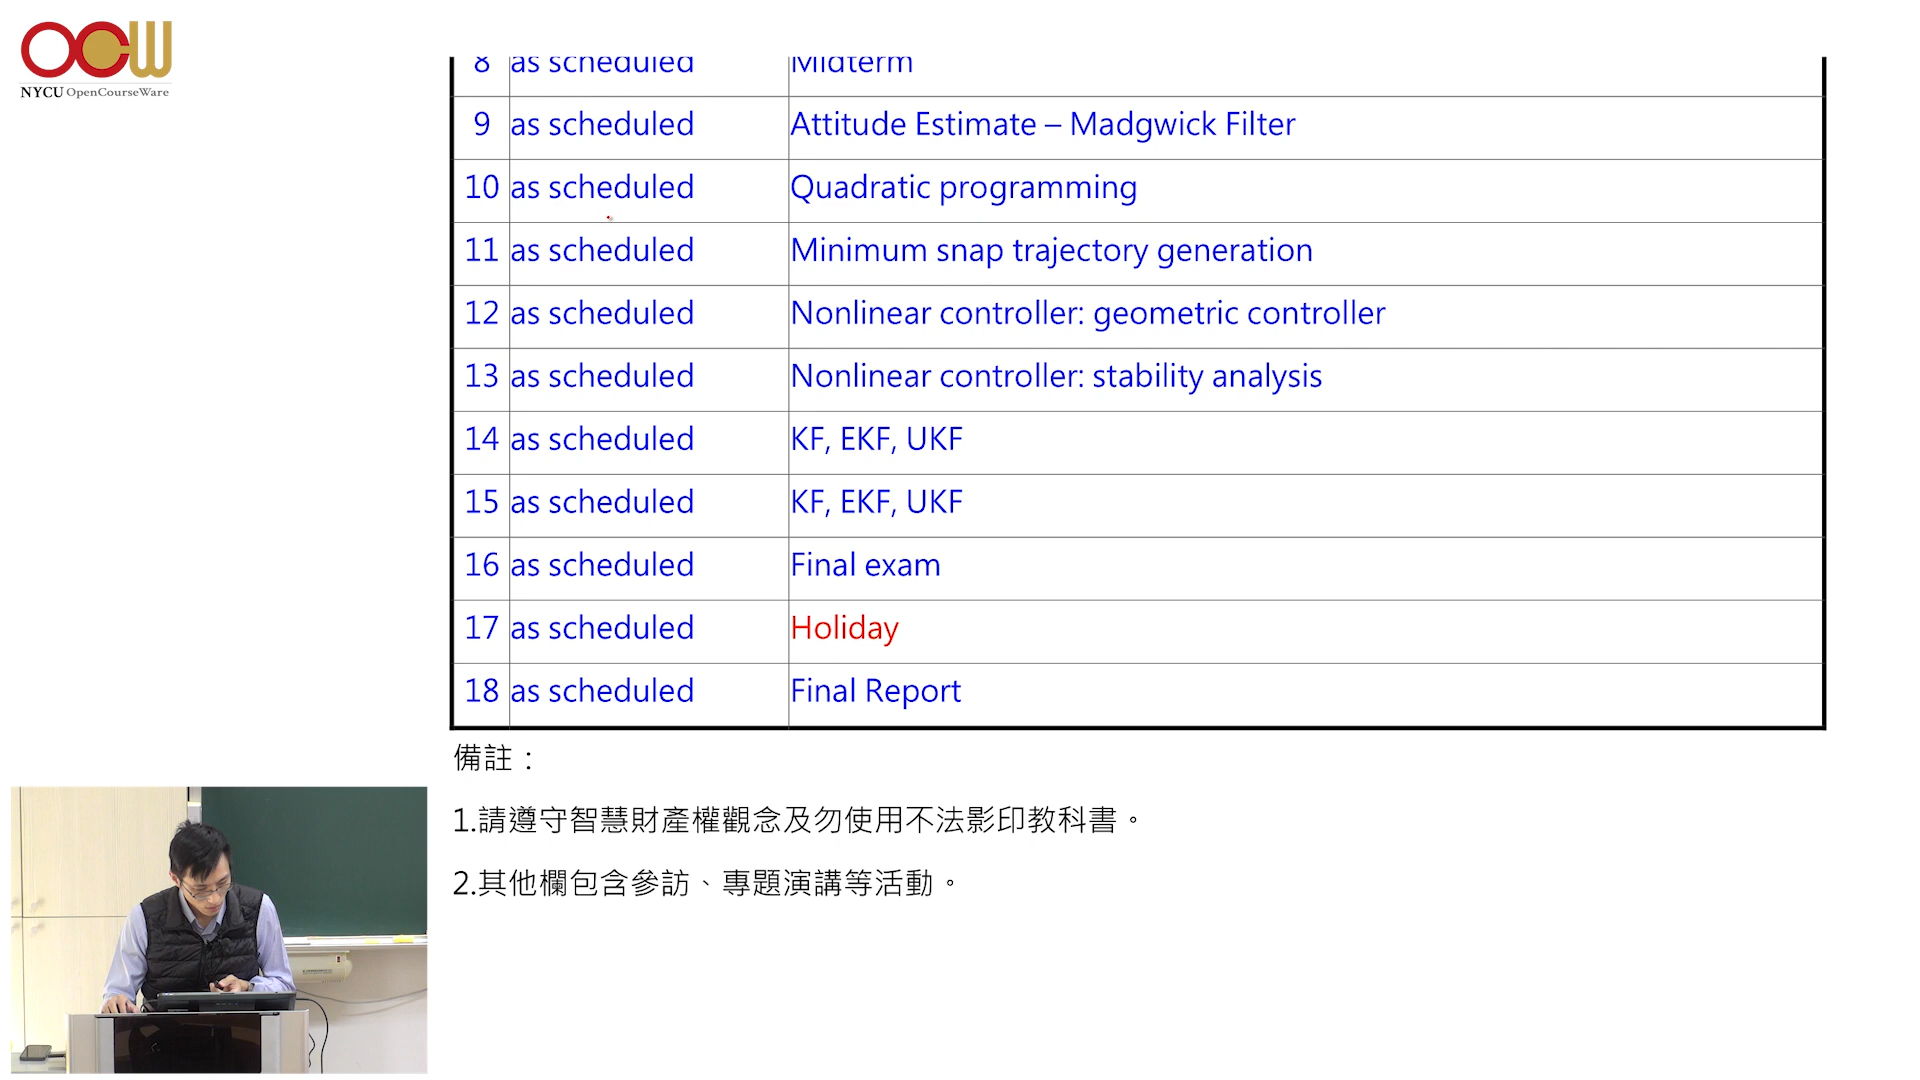 OCW
NYCU OpenCourseWare
8 as scheduled Midterm
9 as scheduled Attitude Estimate – Madgwick Filter
10 as scheduled Quadratic programming
11 as scheduled Minimum snap trajectory generation
12 as scheduled Nonlinear controller: geometric controller
13 as scheduled Nonlinear controller: stability analysis
14 as scheduled KF, EKF, UKF
15 as scheduled KF, EKF, UKF
16 as scheduled Final exam
17 as scheduled Holiday
18 as scheduled Final Report
備註：
1.請遵守智慧財產權觀念及勿使用不法影印教科書。
2.其他欄包含參訪、專題演講等活動。